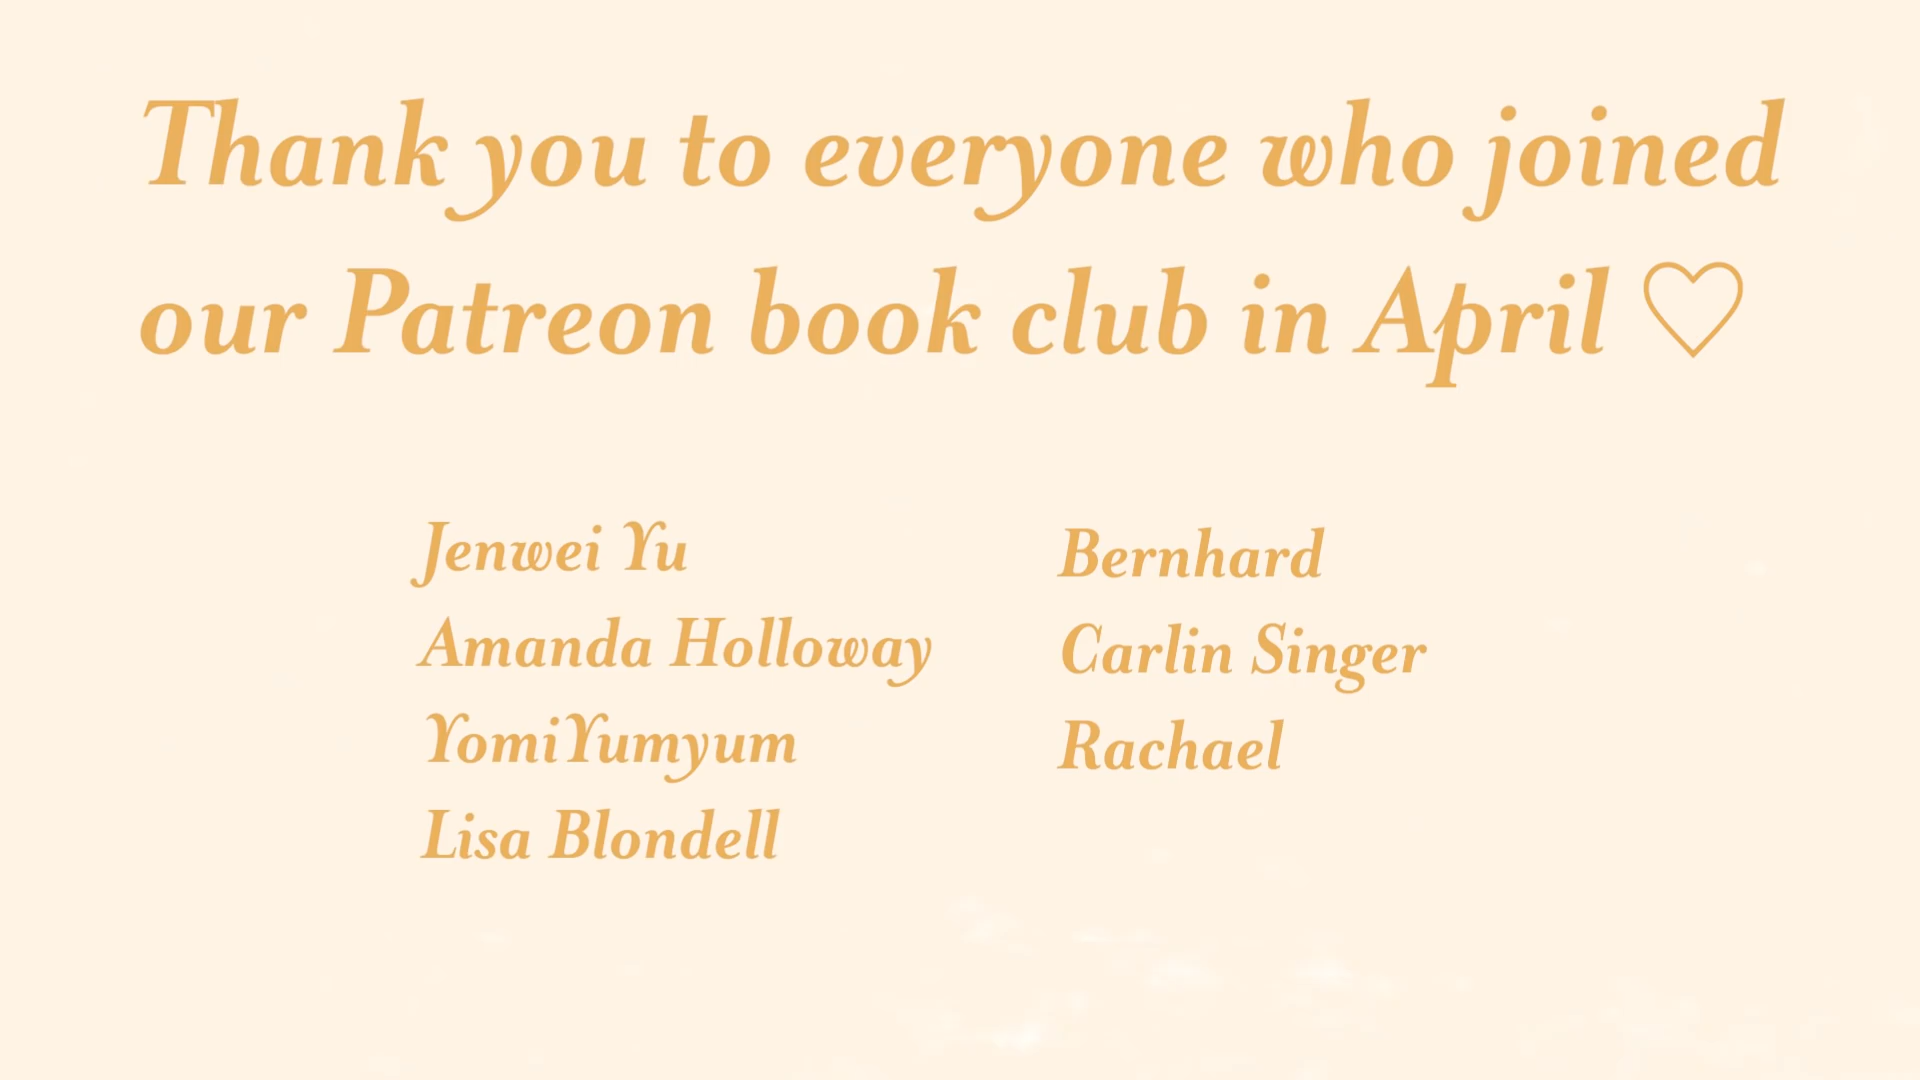 Thank you to everyone who joined
our Patreon book club in April ♡
Jenwei Yu
Amanda Holloway
YomiYumyum
Lisa Blondell
Bernhard
Carlin Singer
Rachael